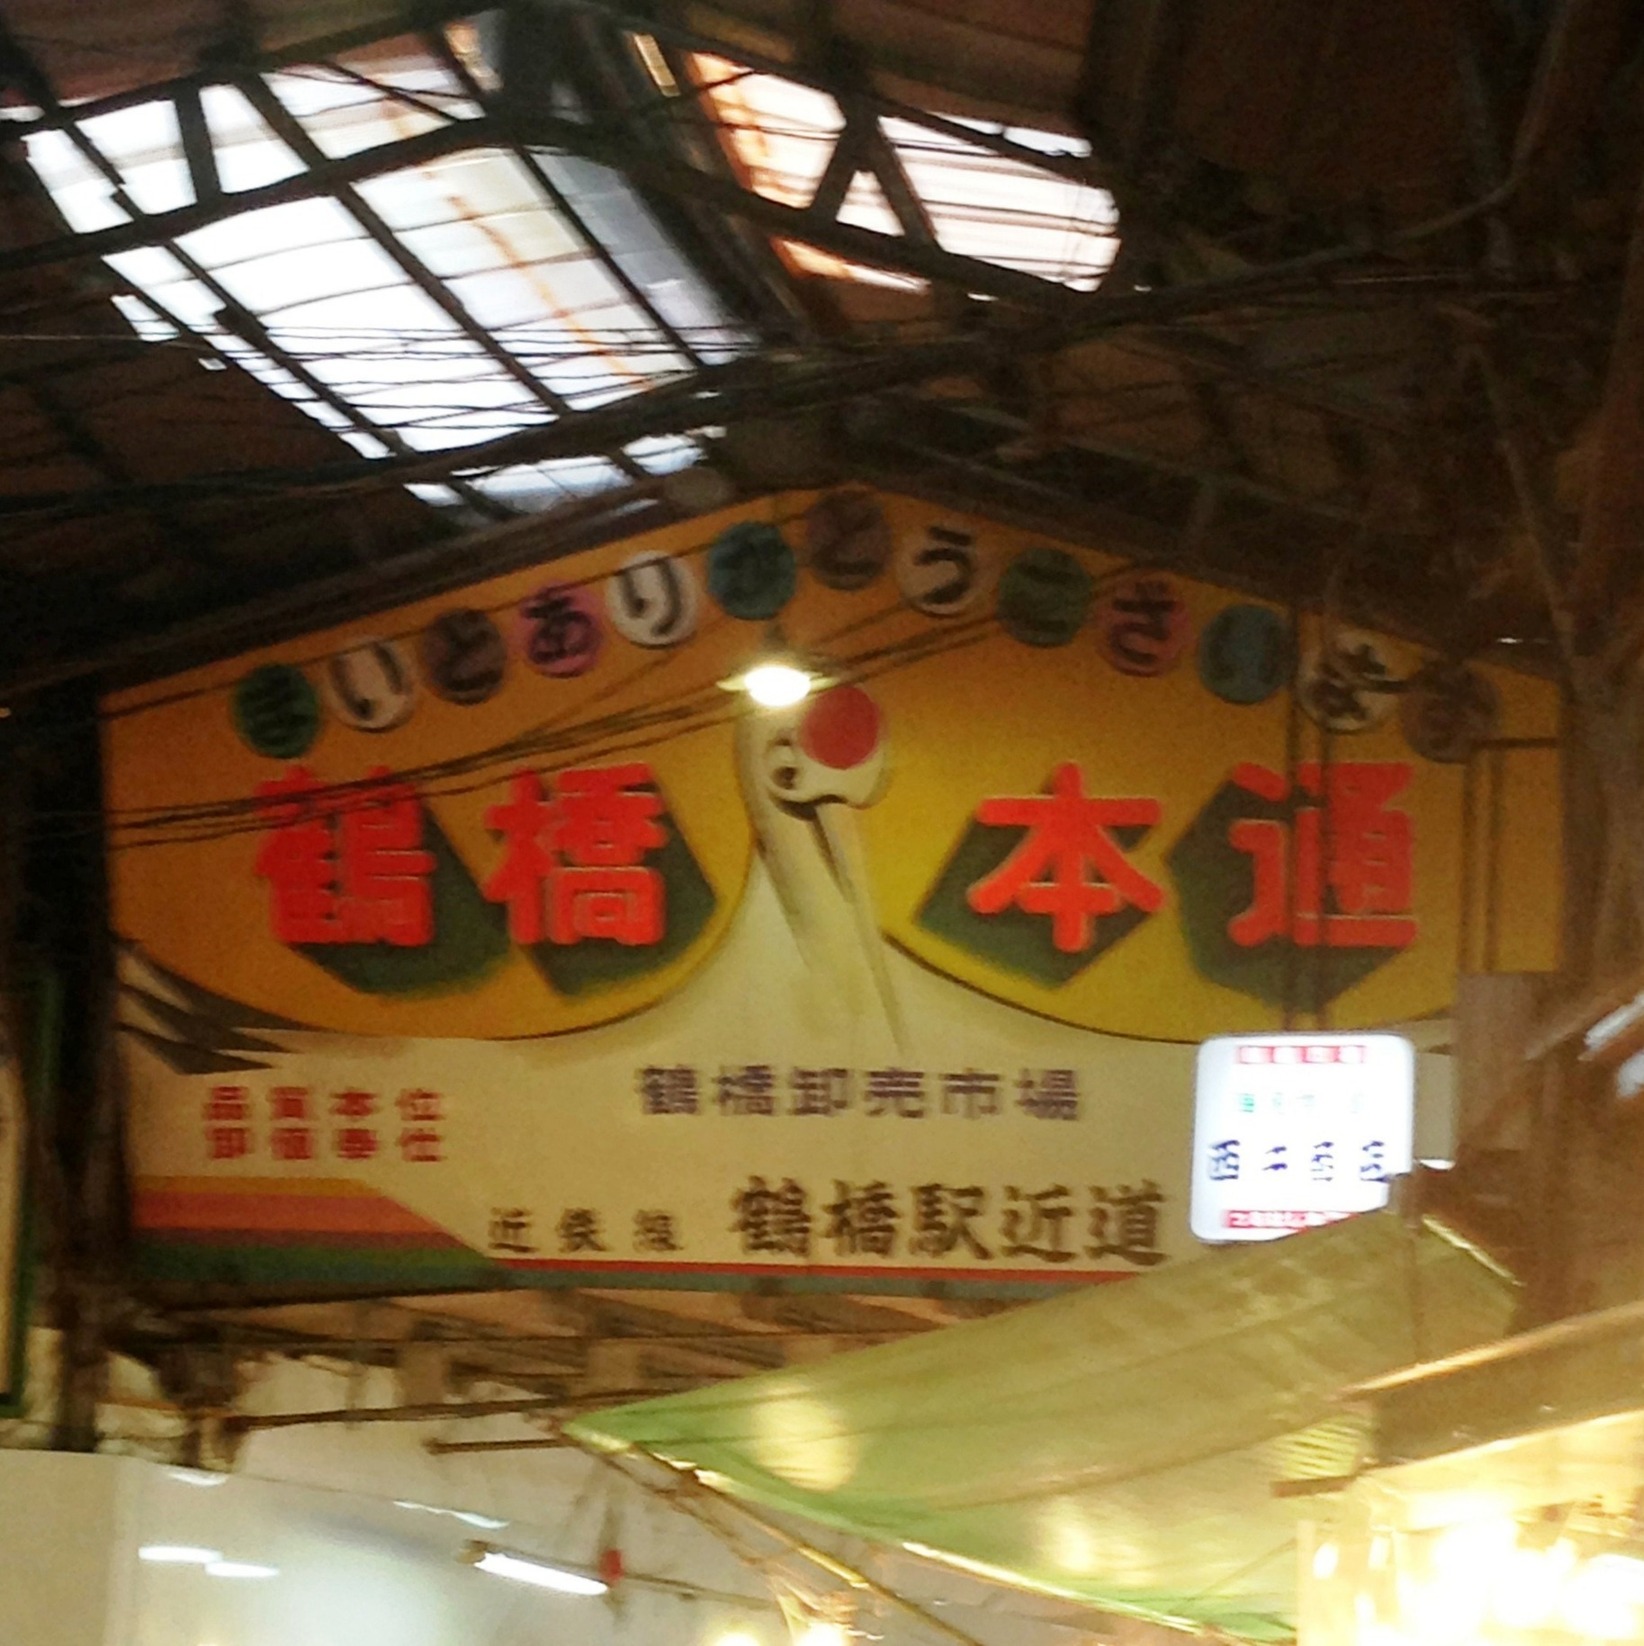 まいどありがとうございます
鶴橋本通
鶴橋卸売市場
品質本位
卸値奉仕
近鉄線 鶴橋駅近道